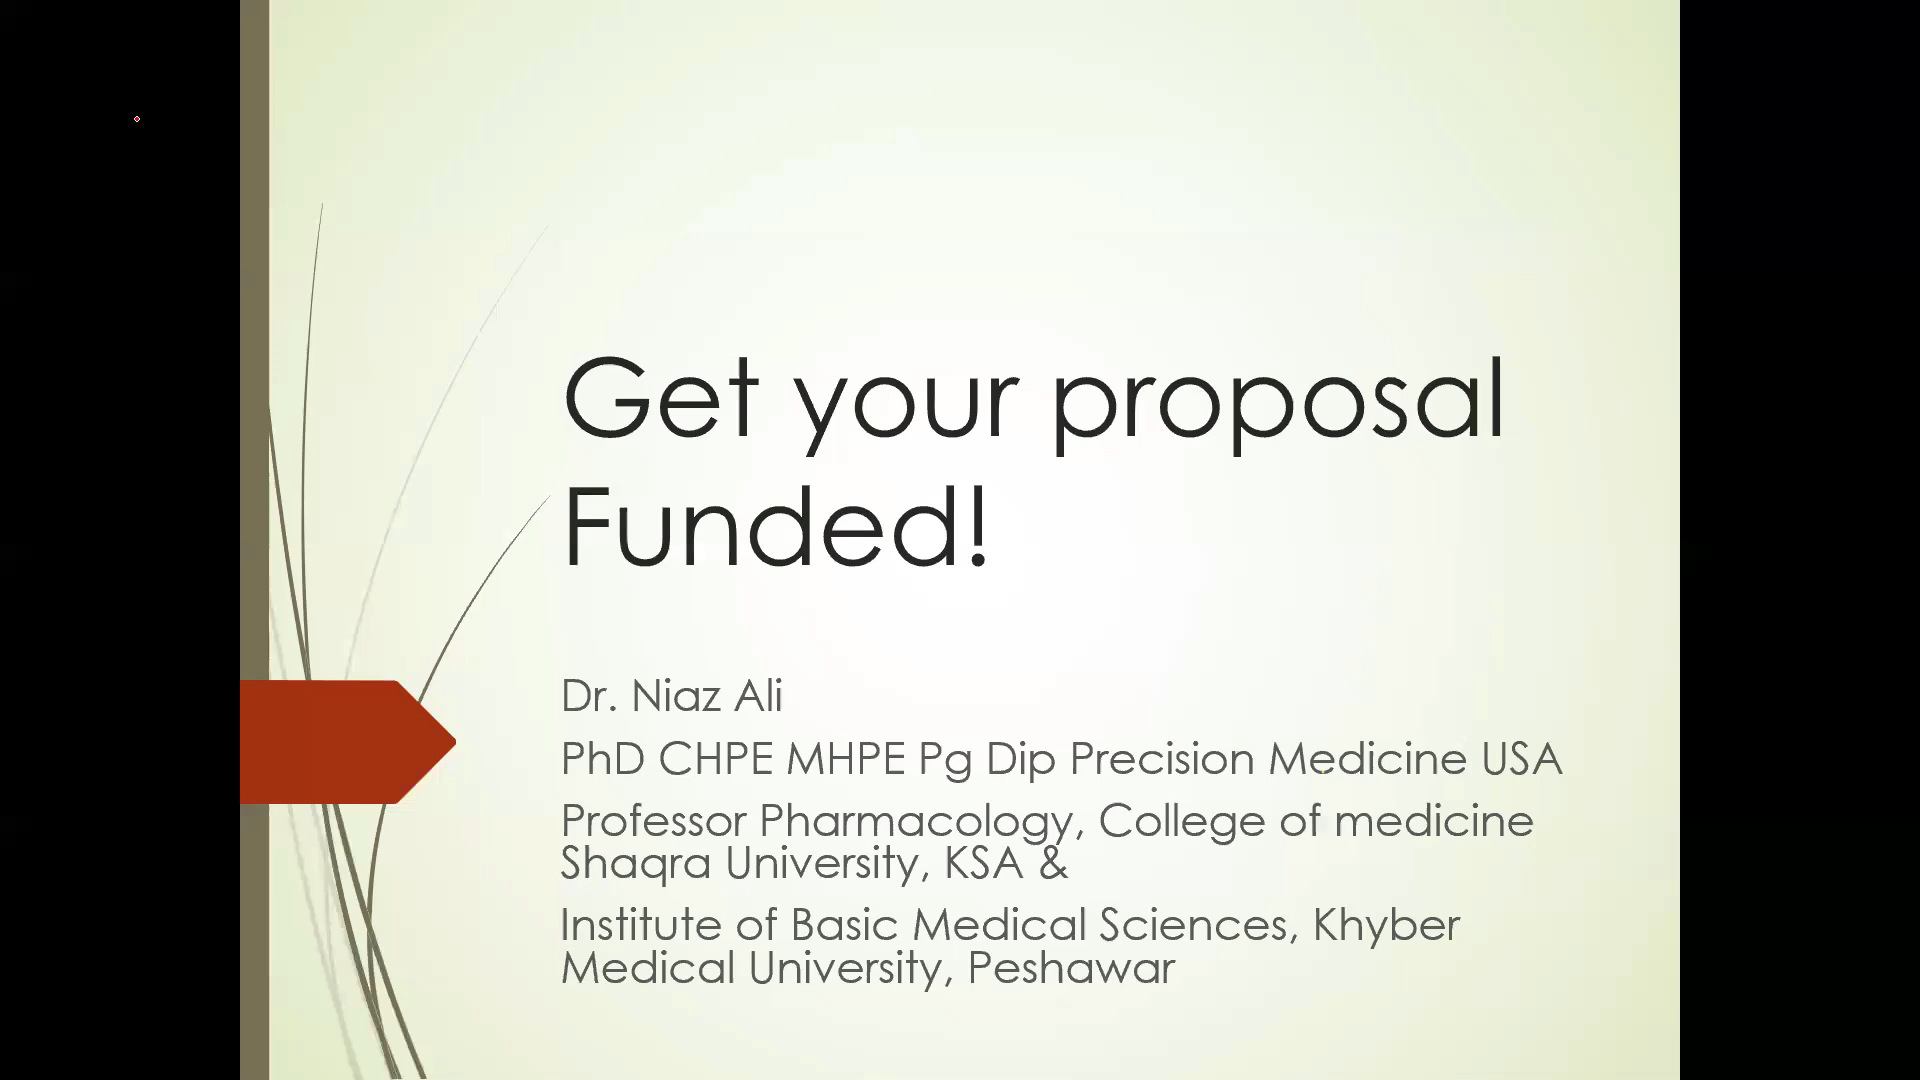 Get your proposal
Funded!
Dr. Niaz Ali
PhD CHPE MHPE Pg Dip Precision Medicine USA
Professor Pharmacology, College of medicine
Shaqra University, KSA &
Institute of Basic Medical Sciences, Khyber
Medical University, Peshawar